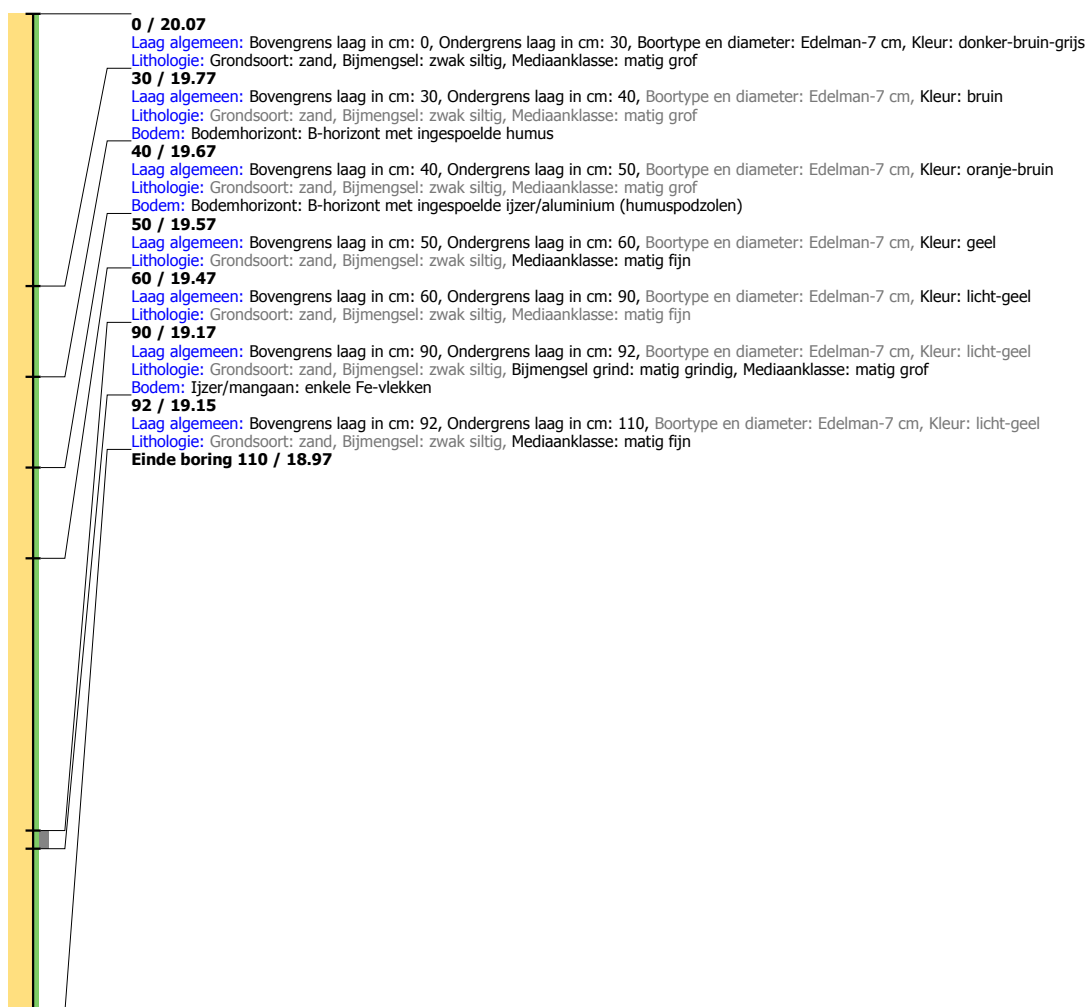 0 / 20.07
Laag algemeen: Bovengrens laag in cm: 0, Ondergrens laag in cm: 30, Boortype en diameter: Edelman-7 cm, Kleur: donker-bruin-grijs
Lithologie: Grondsoort: zand, Bijmengsel: zwak siltig, Mediaanklasse: matig grof
30 / 19.77
Laag algemeen: Bovengrens laag in cm: 30, Ondergrens laag in cm: 40, Boortype en diameter: Edelman-7 cm, Kleur: bruin
Lithologie: Grondsoort: zand, Bijmengsel: zwak siltig, Mediaanklasse: matig grof
Bodem: Bodemhorizont: B-horizont met ingespoelde humus
40 / 19.67
Laag algemeen: Bovengrens laag in cm: 40, Ondergrens laag in cm: 50, Boortype en diameter: Edelman-7 cm, Kleur: oranje-bruin
Lithologie: Grondsoort: zand, Bijmengsel: zwak siltig, Mediaanklasse: matig grof
Bodem: Bodemhorizont: B-horizont met ingespoelde ijzer/aluminium (humuspodzolen)
50 / 19.57
Laag algemeen: Bovengrens laag in cm: 50, Ondergrens laag in cm: 60, Boortype en diameter: Edelman-7 cm, Kleur: geel
Lithologie: Grondsoort: zand, Bijmengsel: zwak siltig, Mediaanklasse: matig fijn
60 / 19.47
Laag algemeen: Bovengrens laag in cm: 60, Ondergrens laag in cm: 90, Boortype en diameter: Edelman-7 cm, Kleur: licht-geel
Lithologie: Grondsoort: zand, Bijmengsel: zwak siltig, Mediaanklasse: matig fijn
90 / 19.17
Laag algemeen: Bovengrens laag in cm: 90, Ondergrens laag in cm: 92, Boortype en diameter: Edelman-7 cm, Kleur: licht-geel
Lithologie: Grondsoort: zand, Bijmengsel: zwak siltig, Bijmengsel grind: matig grindig, Mediaanklasse: matig grof
Bodem: Ijzer/mangaan: enkele Fe-vlekken
92 / 19.15
Laag algemeen: Bovengrens laag in cm: 92, Ondergrens laag in cm: 110, Boortype en diameter: Edelman-7 cm, Kleur: licht-geel
Lithologie: Grondsoort: zand, Bijmengsel: zwak siltig, Mediaanklasse: matig fijn
Einde boring 110 / 18.97